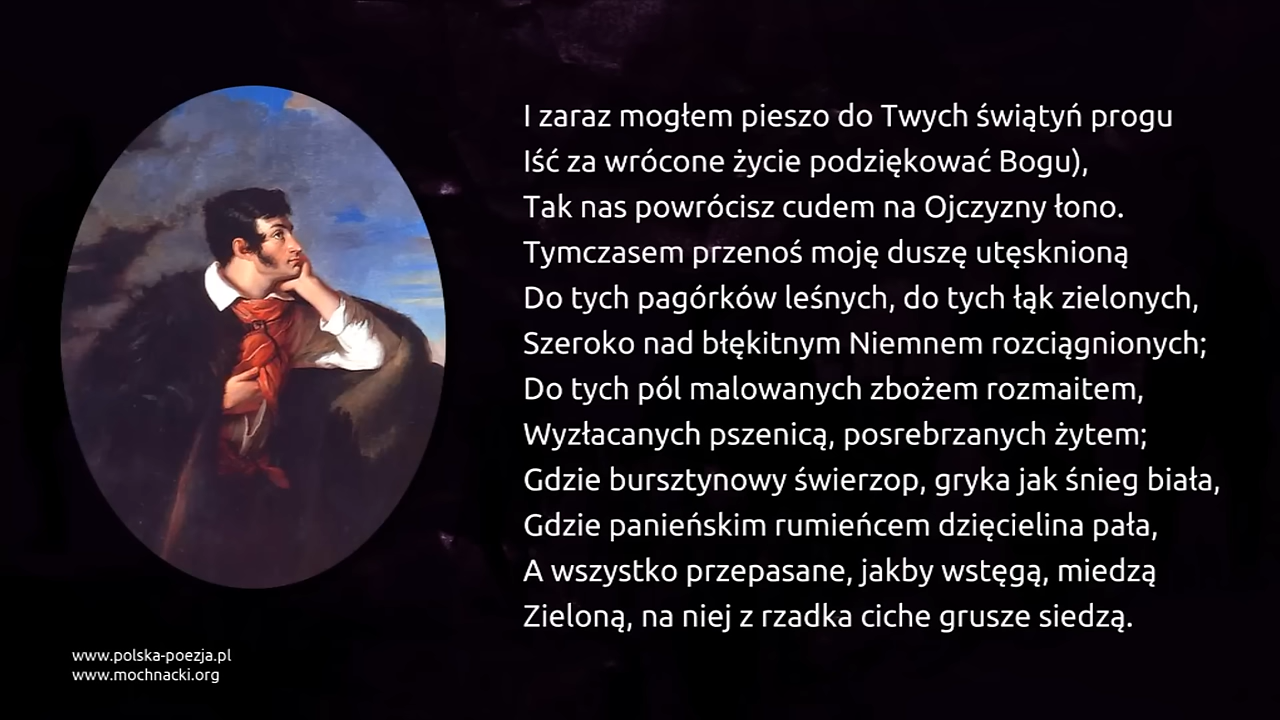 I zaraz mogłem pieszo do Twych świątyń progu
Iść za wrócone życie podziękować Bogu),
Tak nas powrócisz cudem na Ojczyzny łono.
Tymczasem przenoś moję duszę utęsknioną
Do tych pagórków leśnych, do tych łąk zielonych,
Szeroko nad błękitnym Niemnem rozciągnionych;
Do tych pól malowanych zbożem rozmaitem,
Wyzłacanych pszenicą, posrebrzanych żytem;
Gdzie bursztynowy świerzop, gryka jak śnieg biała,
Gdzie panieńskim rumieńcem dzięcielina pała,
A wszystko przepasane, jakby wstęgą, miedzą
Zieloną, na niej z rzadka ciche grusze siedzą.
www.polska-poezja.pl
www.mochnacki.org